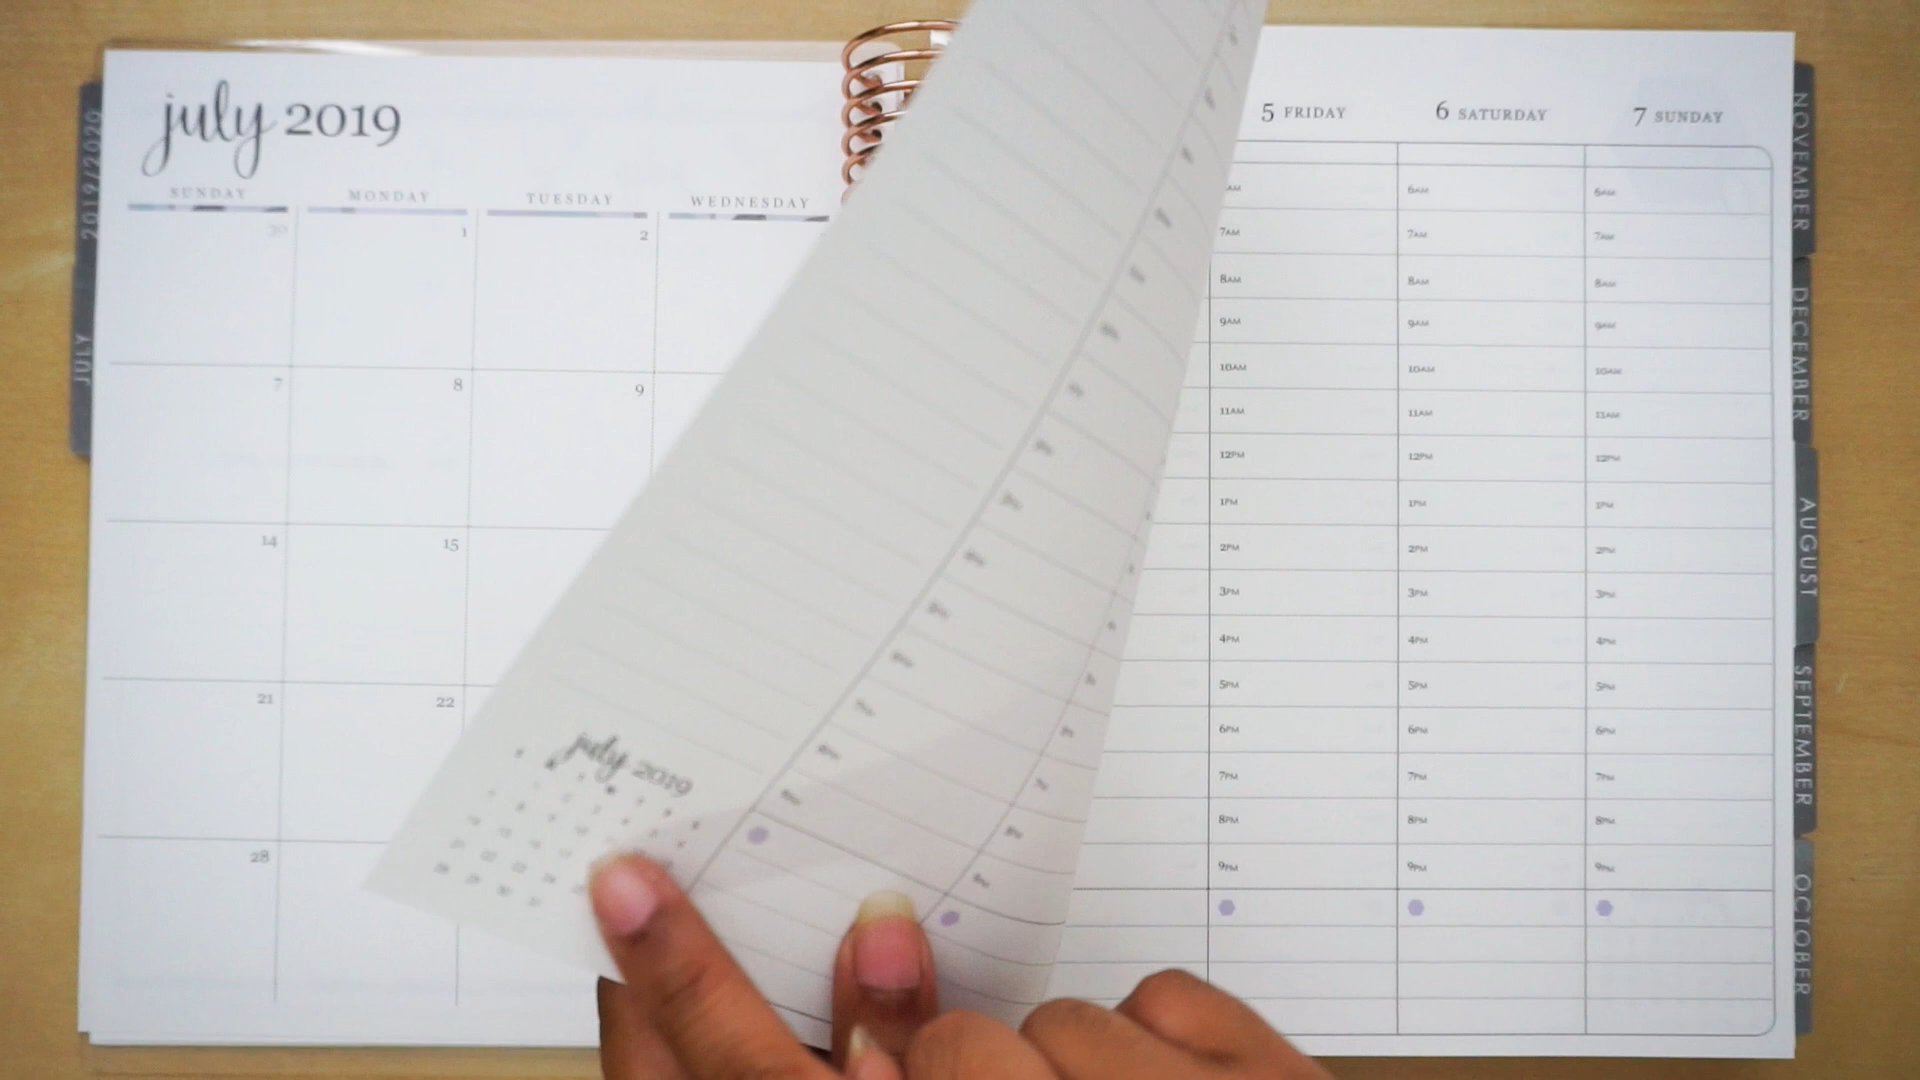 2019/2020
JULY
july 2019
SUNDAY MONDAY TUESDAY WEDNESDAY
30 1 2
7 8 9
14 15
21 22
28
july 2019
5 FRIDAY 6 SATURDAY 7 SUNDAY
AM 6AM 6AM
7AM 7AM 7AM
8AM 8AM 8AM
9AM 9AM 9AM
10AM 10AM 10AM
11AM 11AM 11AM
12PM 12PM 12PM
1PM 1PM 1PM
2PM 2PM 2PM
3PM 3PM 3PM
4PM 4PM 4PM
5PM 5PM 5PM
6PM 6PM 6PM
7PM 7PM 7PM
8PM 8PM 8PM
9PM 9PM 9PM
NOVEMBER
DECEMBER
AUGUST
SEPTEMBER
OCTOBER